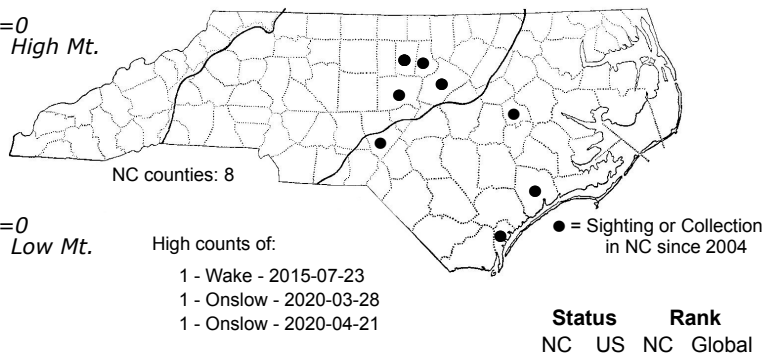 =0
High Mt.
NC counties: 8
=0
Low Mt.
High counts of:
1 - Wake - 2015-07-23
1 - Onslow - 2020-03-28
1 - Onslow - 2020-04-21
● = Sighting or Collection
in NC since 2004
Status Rank
NC US NC Global